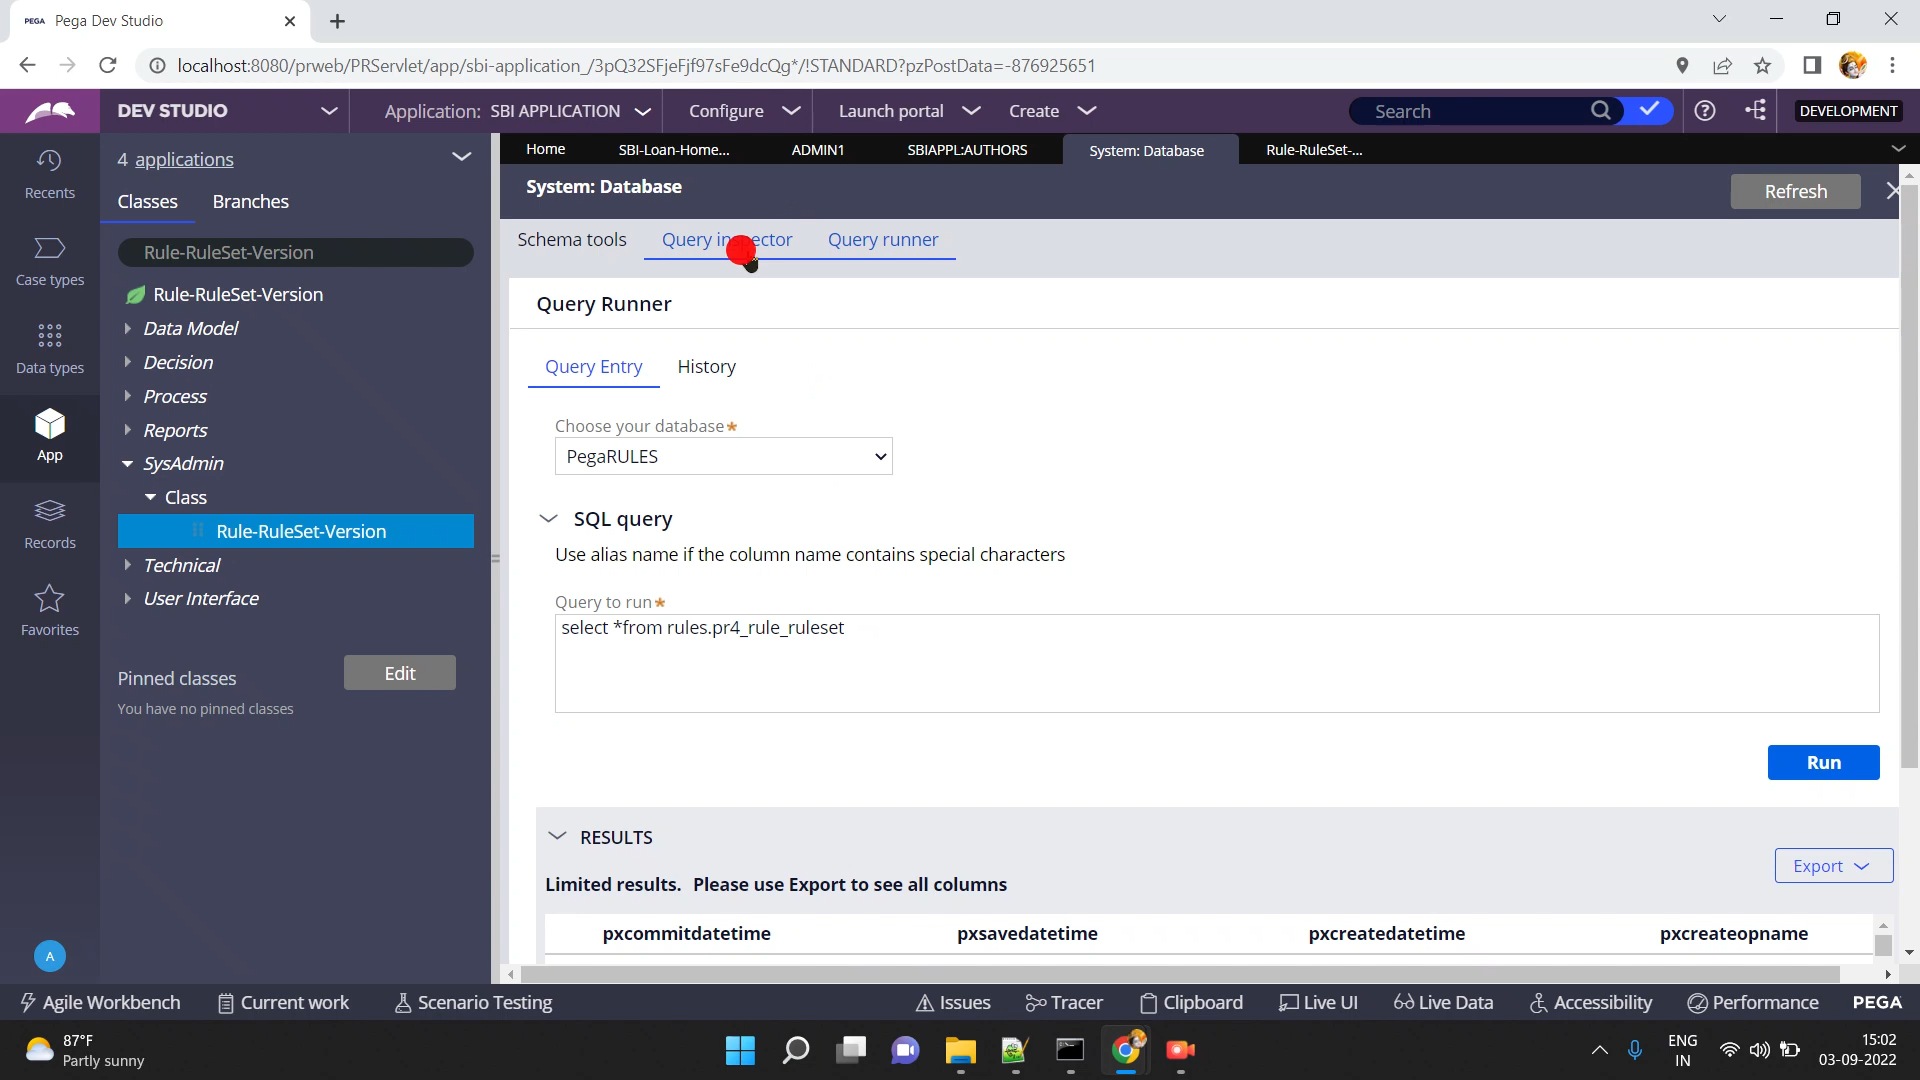 PEGA Pega Dev Studio
localhost:8080/prweb/PRServlet/app/sbi-application_/3pQ32SFjeFjf97sFe9dcQg*/!STANDARD?pzPostData=-876925651
DEV STUDIO
Application: SBI APPLICATION
Configure
Launch portal
Create
Search
DEVELOPMENT
Recents
Case types
Data types
App
Records
Favorites
A
4 applications
Classes Branches
Rule-RuleSet-Version
Rule-RuleSet-Version
Data Model
Decision
Process
Reports
SysAdmin
Class
Rule-RuleSet-Version
Technical
User Interface
Pinned classes
Edit
You have no pinned classes
Home SBI-Loan-Home... ADMIN1 SBIAPPL:AUTHORS System: Database Rule-RuleSet-...
System: Database
Refresh
Schema tools Query inspector Query runner
Query Runner
Query Entry History
Choose your database*
PegaRULES
SQL query
Use alias name if the column name contains special characters
Query to run*
select *from rules.pr4_rule_ruleset
Run
RESULTS
Export
Limited results. Please use Export to see all columns
pxcommitdatetime pxsavedatetime pxcreatedatetime pxcreateopname
Agile Workbench Current work Scenario Testing Issues Tracer Clipboard Live UI Live Data Accessibility Performance PEGA
87°F
Partly sunny
ENG
IN
15:02
03-09-2022